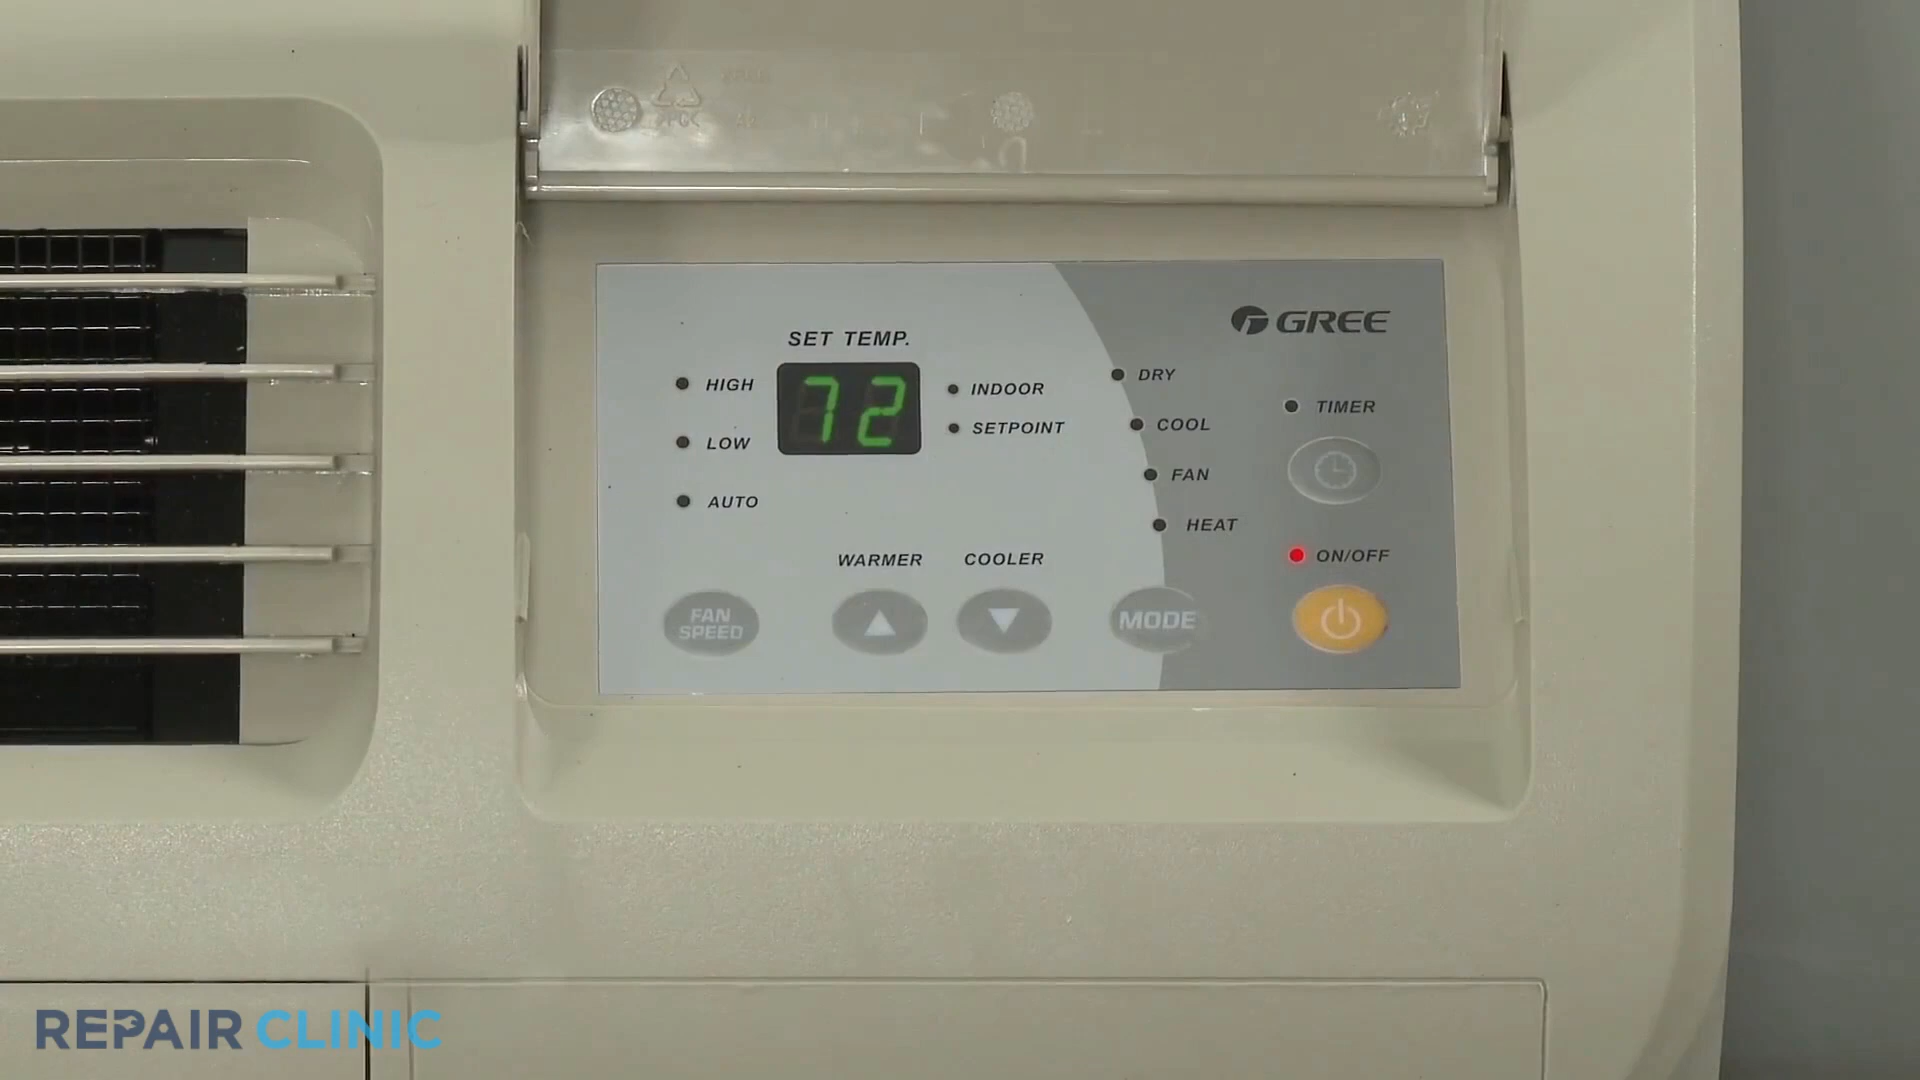 >PC<
GREE
SET TEMP.
72
HIGH
LOW
AUTO
INDOOR
SETPOINT
DRY
COOL
FAN
HEAT
TIMER
ON/OFF
WARMER
COOLER
FAN
SPEED
MODE
REPAIR CLINIC